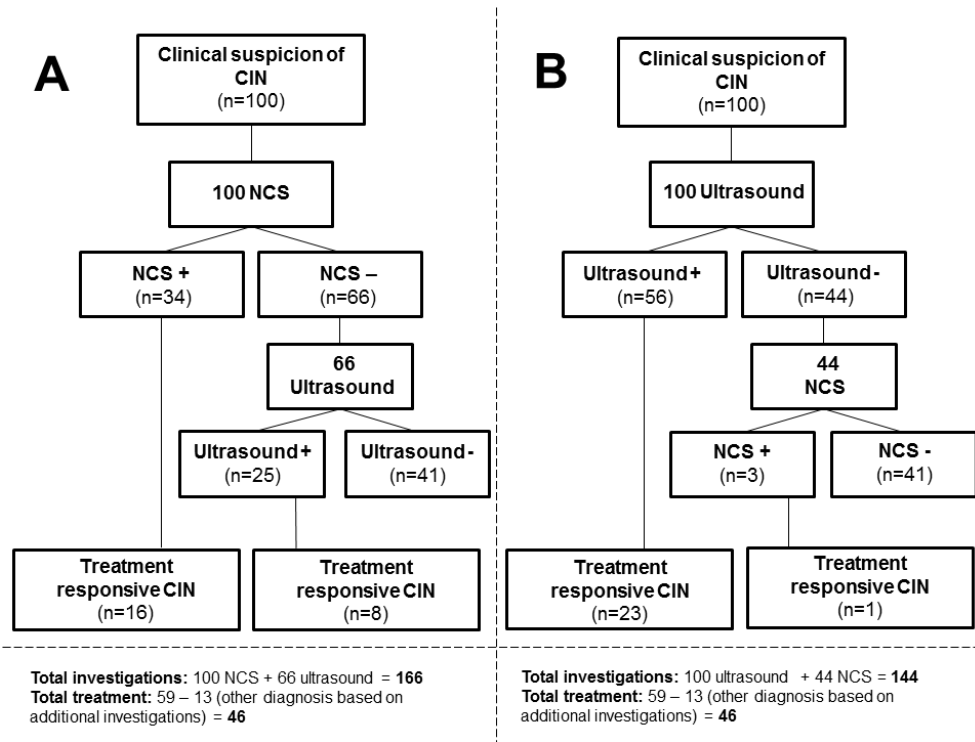 A
Clinical suspicion of
CIN
(n=100)
100 NCS
NCS +
(n=34)
NCS –
(n=66)
66
Ultrasound
Ultrasound +
(n=25)
Ultrasound -
(n=41)
Treatment
responsive CIN
(n=16)
Treatment
responsive CIN
(n=8)
Total investigations: 100 NCS + 66 ultrasound = 166
Total treatment: 59 – 13 (other diagnosis based on
additional investigations) = 46
B
Clinical suspicion of
CIN
(n=100)
100 Ultrasound
Ultrasound +
(n=56)
Ultrasound -
(n=44)
44
NCS
NCS +
(n=3)
NCS -
(n=41)
Treatment
responsive CIN
(n=23)
Treatment
responsive CIN
(n=1)
Total investigations: 100 ultrasound + 44 NCS = 144
Total treatment: 59 – 13 (other diagnosis based on
additional investigations) = 46